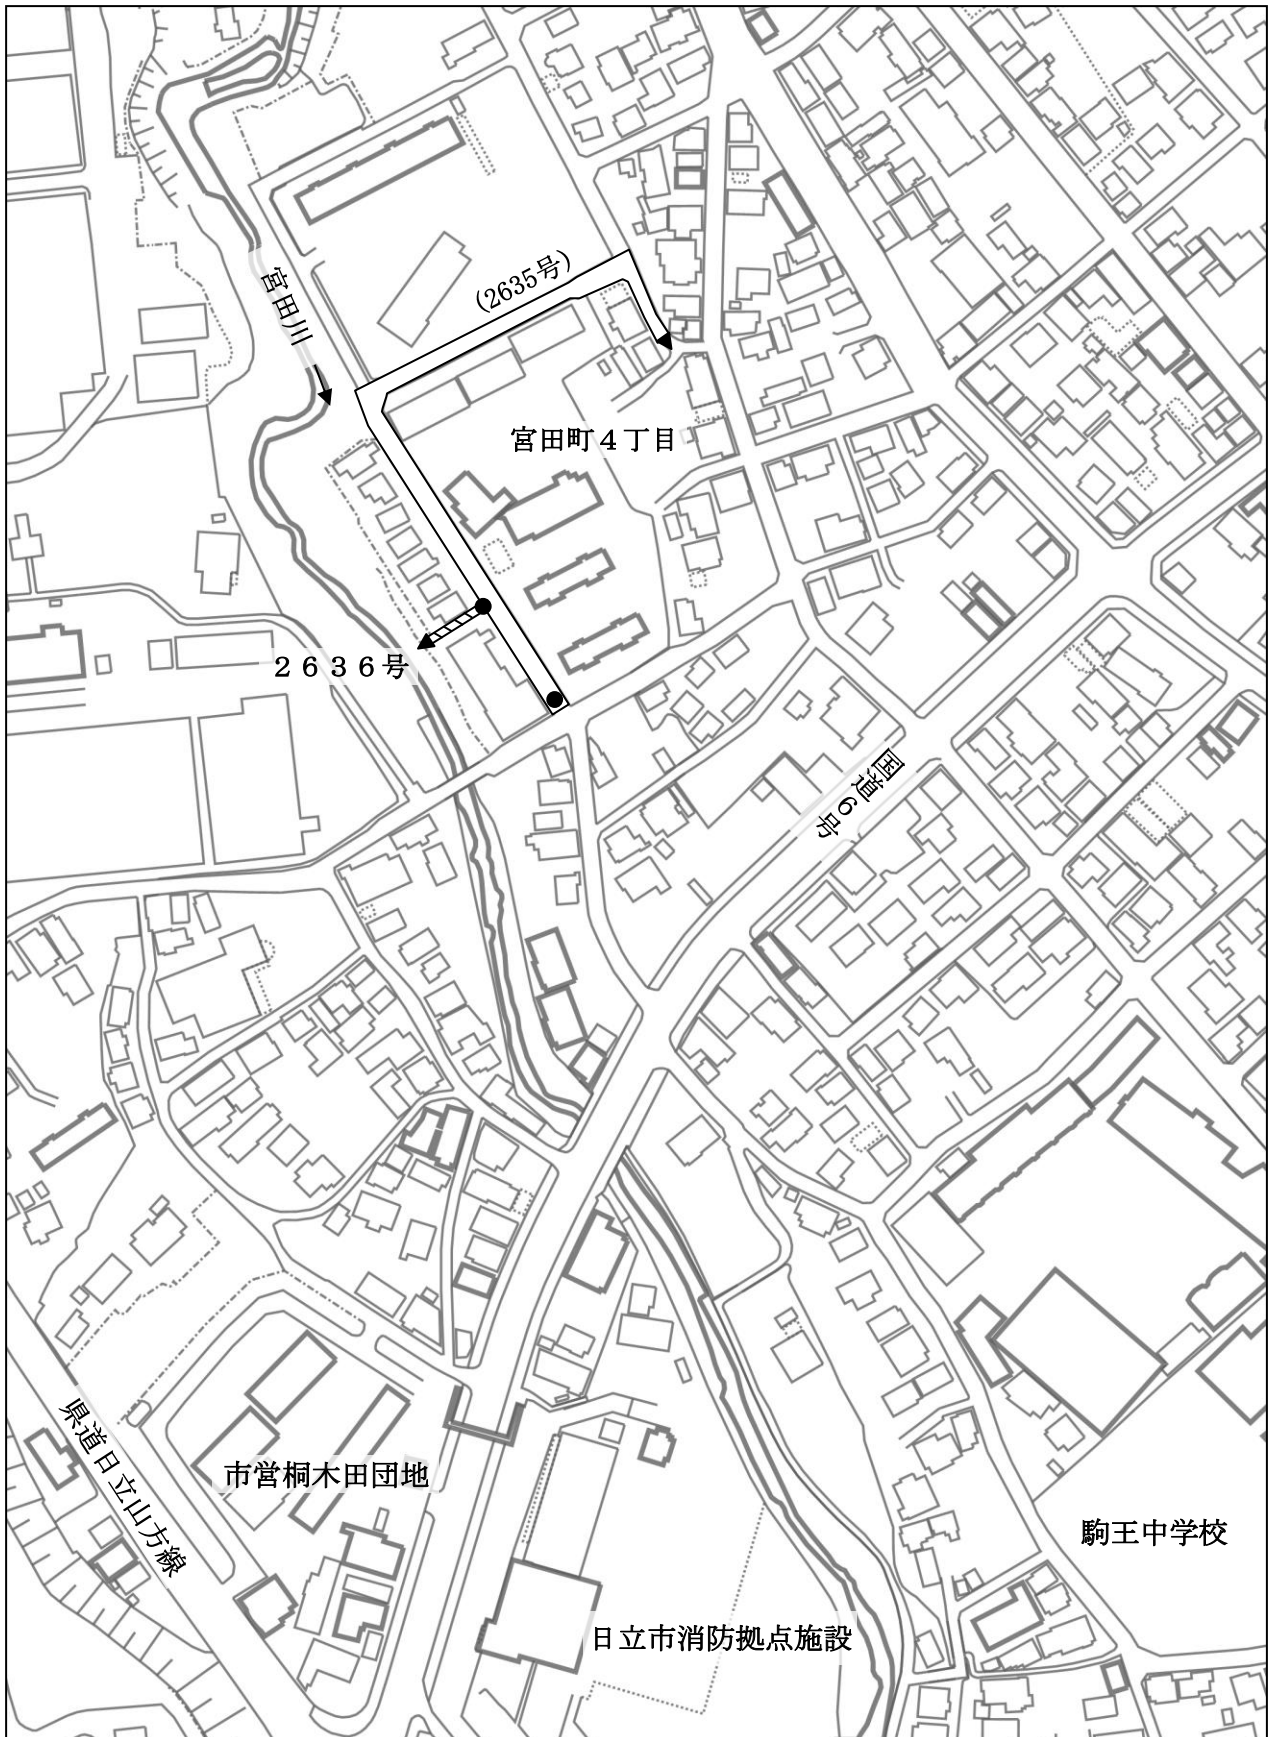 (2635号)
宮田川
宮田町４丁目
２６３６号
国道６号
県道日立山方線
市営桐木田団地
駒王中学校
日立市消防拠点施設